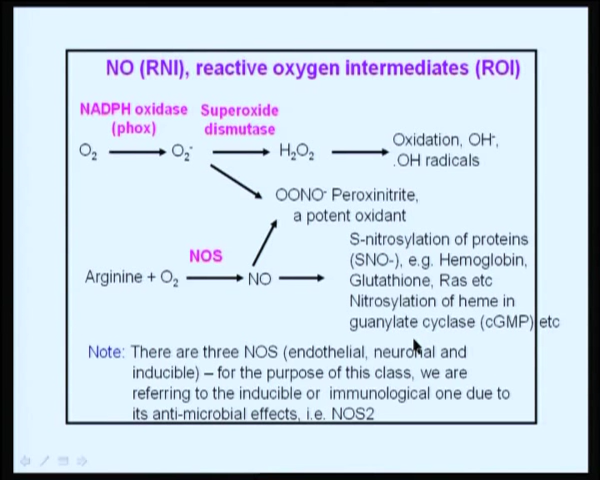 NO (RNI), reactive oxygen intermediates (ROI)
NADPH oxidase (phox)
Superoxide dismutase
O₂ → O₂⁻ → H₂O₂ → Oxidation, OH⁻,
.OH radicals
OONO⁻ Peroxinitrite,
a potent oxidant
S-nitrosylation of proteins
(SNO-), e.g. Hemoglobin,
NOS
Arginine + O₂ → NO → Glutathione, Ras etc
Nitrosylation of heme in
guanylate cyclase (cGMP) etc
Note: There are three NOS (endothelial, neuronal and
inducible) – for the purpose of this class, we are
referring to the inducible or immunological one due to
its anti-microbial effects, i.e. NOS2